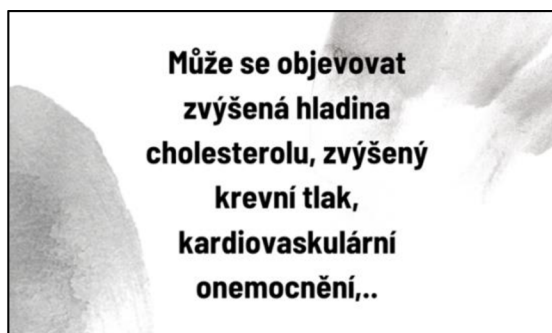 Může se objevovat
zvýšená hladina
cholesterolu, zvýšený
krevní tlak,
kardiovaskulární
onemocnění,..